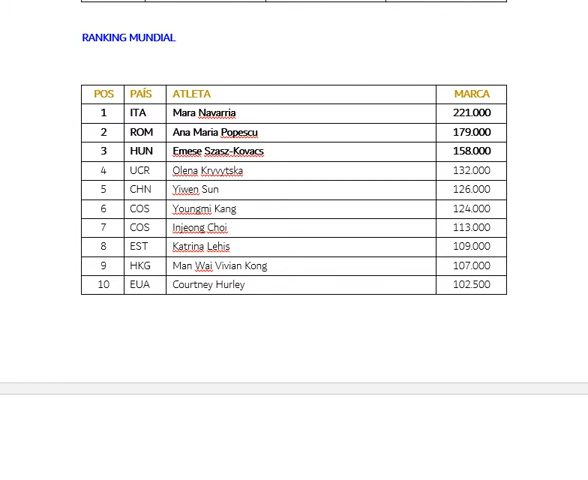 RANKING MUNDIAL
POS PAÍS ATLETA MARCA
1 ITA Mara Navarria 221.000
2 ROM Ana Maria Popescu 179.000
3 HUN Emese Szasz-Kovacs 158.000
4 UCR Olena Kryvytska 132.000
5 CHN Yiwen Sun 126.000
6 COS Youngmi Kang 124.000
7 COS Injeong Choi 113.000
8 EST Katrina Lehis 109.000
9 HKG Man Wai Vivian Kong 107.000
10 EUA Courtney Hurley 102.500